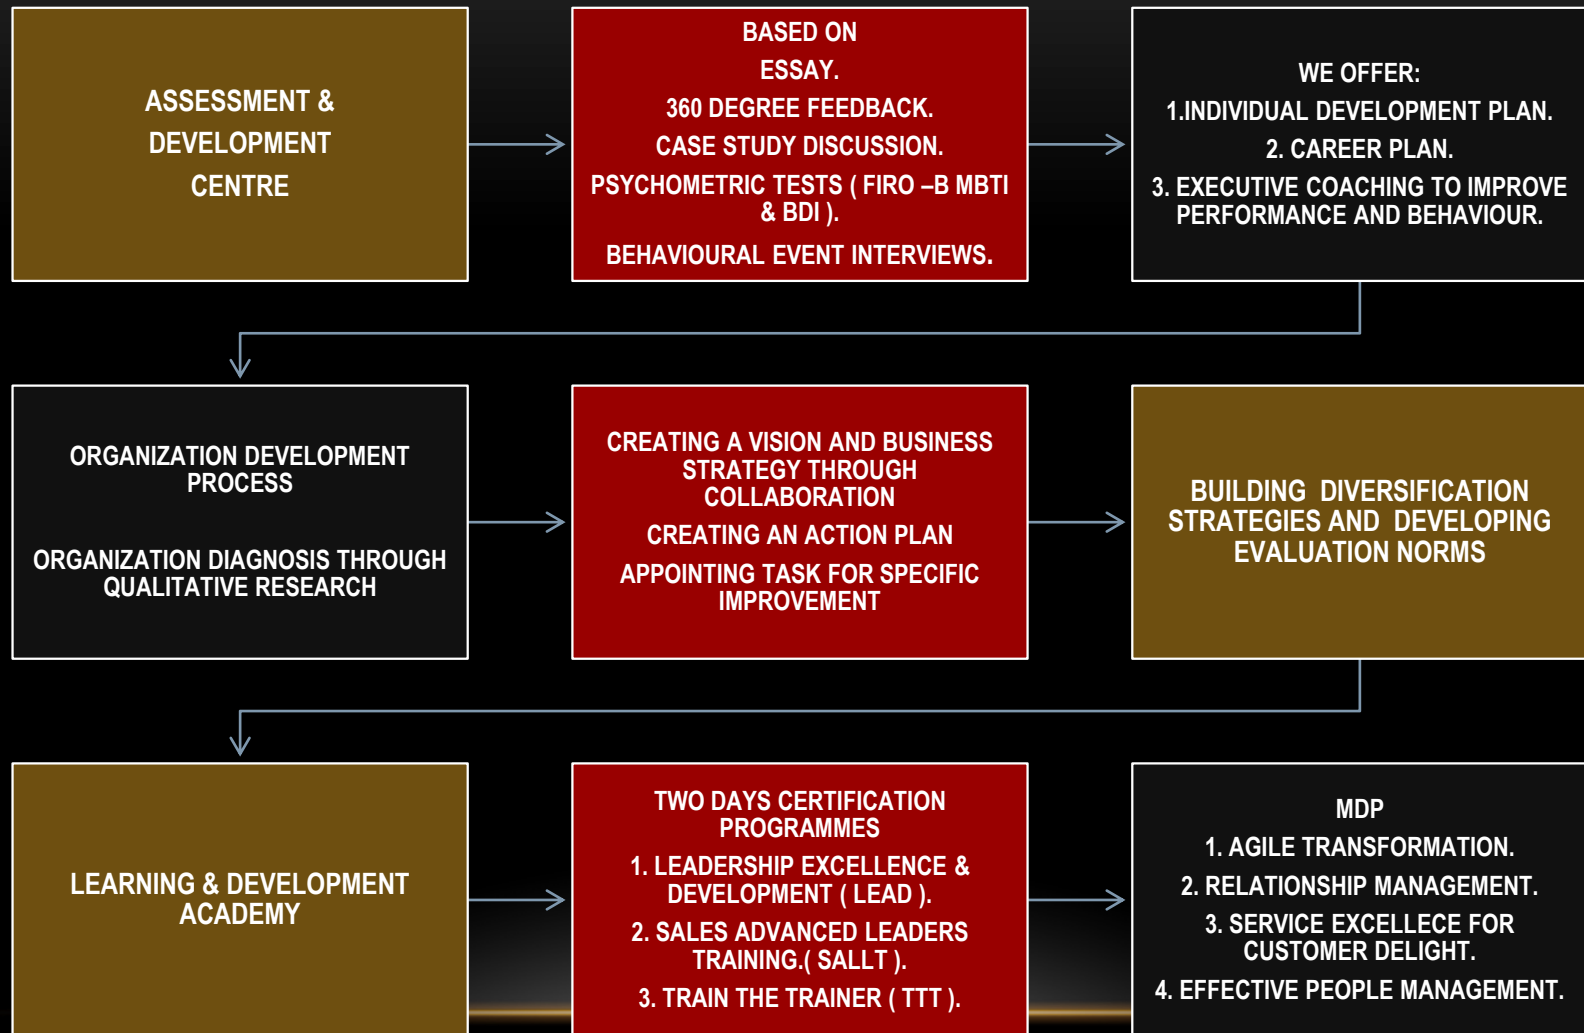 ASSESSMENT &
DEVELOPMENT
CENTRE
BASED ON
ESSAY.
360 DEGREE FEEDBACK.
CASE STUDY DISCUSSION.
PSYCHOMETRIC TESTS ( FIRO –B MBTI
& BDI ).
BEHAVIOURAL EVENT INTERVIEWS.
WE OFFER:
1.INDIVIDUAL DEVELOPMENT PLAN.
2. CAREER PLAN.
3. EXECUTIVE COACHING TO IMPROVE
PERFORMANCE AND BEHAVIOUR.
ORGANIZATION DEVELOPMENT
PROCESS
ORGANIZATION DIAGNOSIS THROUGH
QUALITATIVE RESEARCH
CREATING A VISION AND BUSINESS
STRATEGY THROUGH
COLLABORATION
CREATING AN ACTION PLAN
APPOINTING TASK FOR SPECIFIC
IMPROVEMENT
BUILDING DIVERSIFICATION
STRATEGIES AND DEVELOPING
EVALUATION NORMS
LEARNING & DEVELOPMENT
ACADEMY
TWO DAYS CERTIFICATION
PROGRAMMES
1. LEADERSHIP EXCELLENCE &
DEVELOPMENT ( LEAD ).
2. SALES ADVANCED LEADERS
TRAINING.( SALLT ).
3. TRAIN THE TRAINER ( TTT ).
MDP
1. AGILE TRANSFORMATION.
2. RELATIONSHIP MANAGEMENT.
3. SERVICE EXCELLECE FOR
CUSTOMER DELIGHT.
4. EFFECTIVE PEOPLE MANAGEMENT.